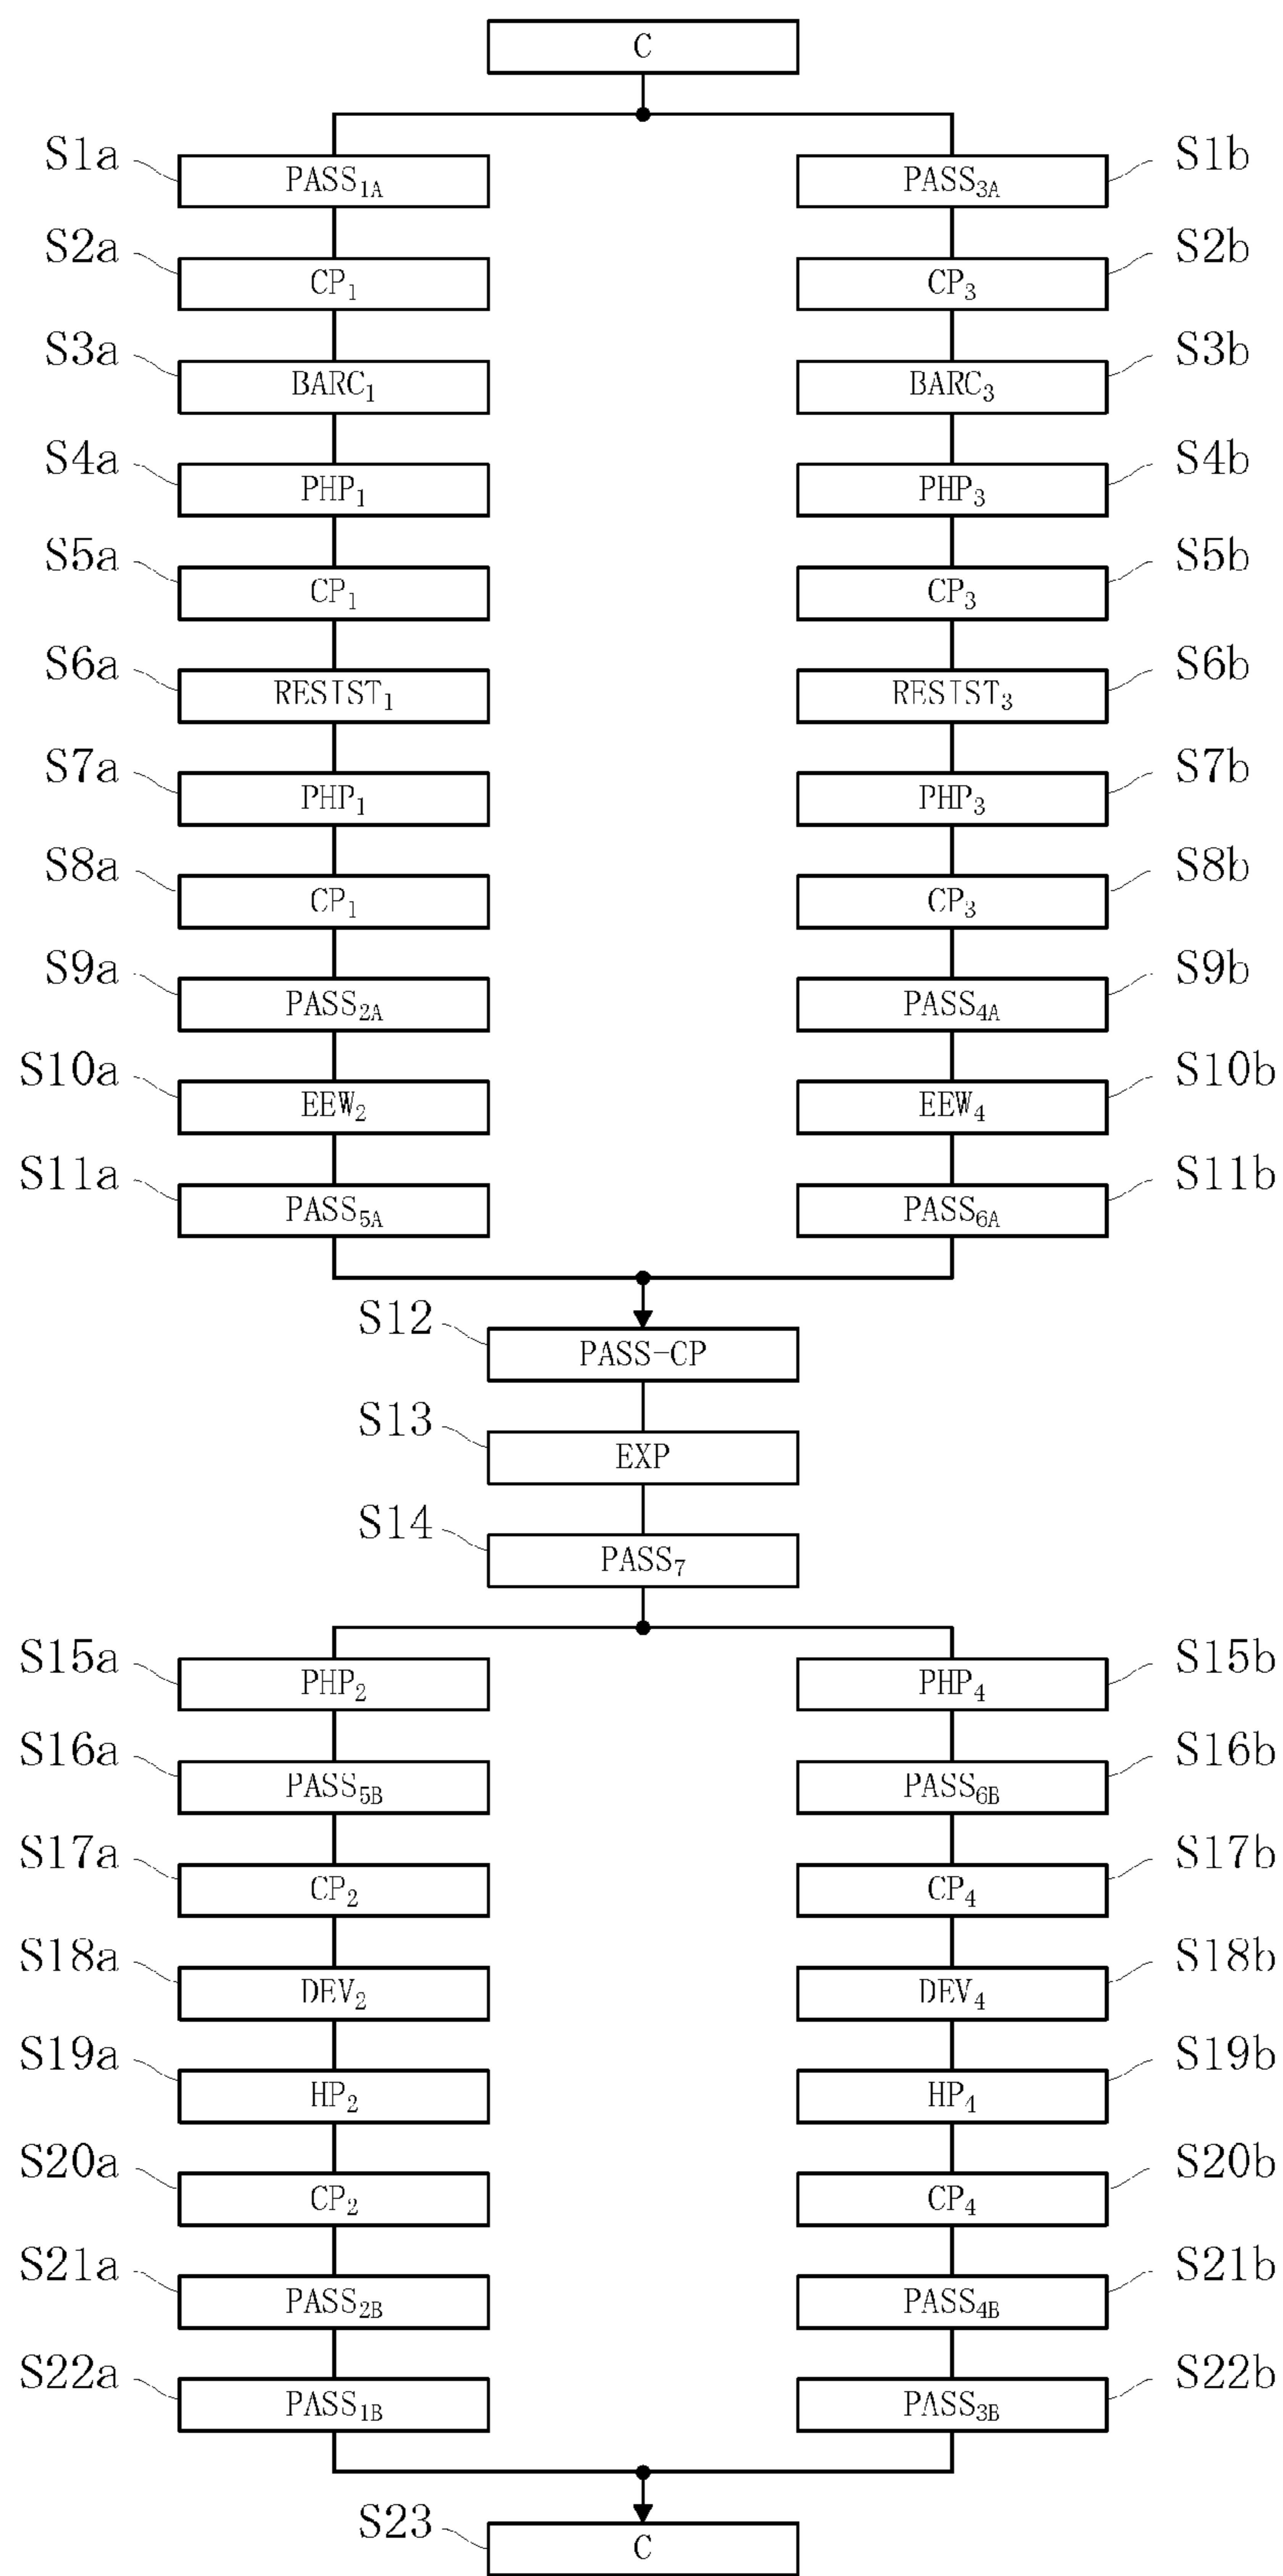 C
S1a PASS1A PASS3A S1b
S2a CP1 CP3 S2b
S3a BARC1 BARC3 S3b
S4a PHP1 PHP3 S4b
S5a CP1 CP3 S5b
S6a RESIST1 RESIST3 S6b
S7a PHP1 PHP3 S7b
S8a CP1 CP3 S8b
S9a PASS2A PASS4A S9b
S10a EEW2 EEW4 S10b
S11a PASS5A PASS6A S11b
S12 PASS-CP
S13 EXP
S14 PASS7
S15a PHP2 PHP4 S15b
S16a PASS5B PASS6B S16b
S17a CP2 CP4 S17b
S18a DEV2 DEV4 S18b
S19a HP2 HP4 S19b
S20a CP2 CP4 S20b
S21a PASS2B PASS4B S21b
S22a PASS1B PASS3B S22b
S23 C